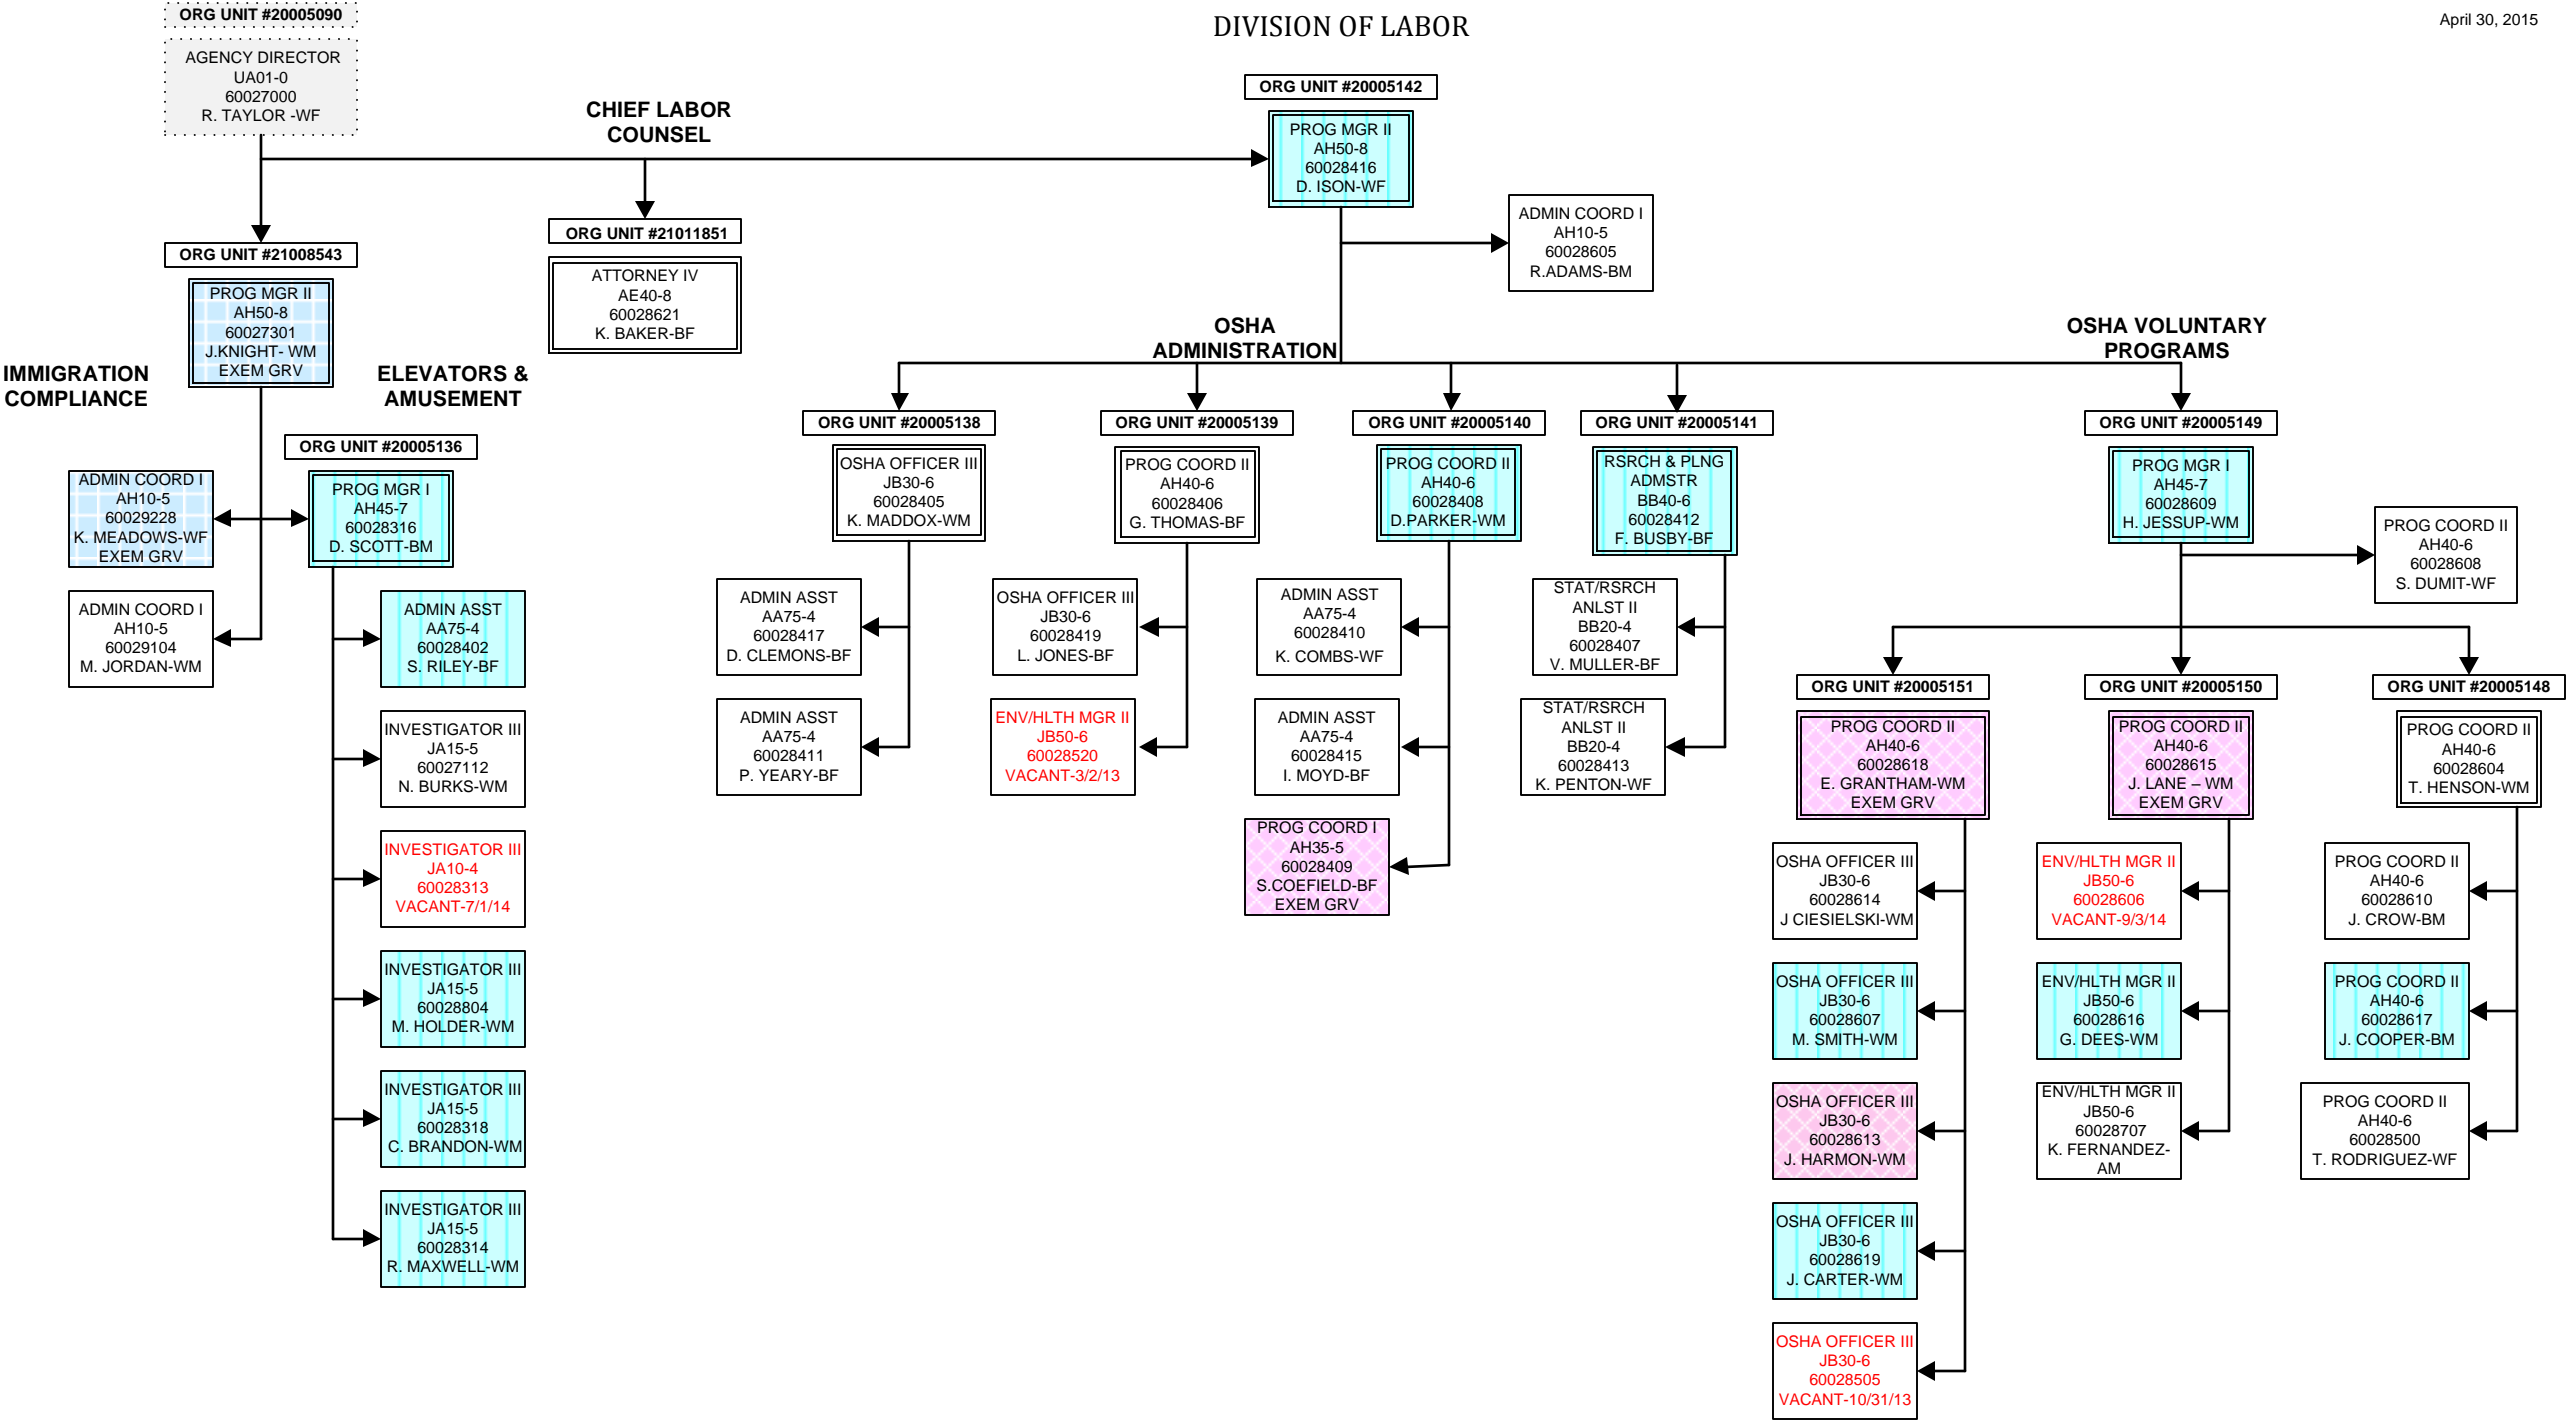 DIVISION OF LABOR
April 30, 2015
ORG UNIT #20005090
AGENCY DIRECTOR
UA01-0
60027000
R. TAYLOR -WF
CHIEF LABOR
COUNSEL
ORG UNIT #20005142
PROG MGR II
AH50-8
60028416
D. ISON-WF
ADMIN COORD I
AH10-5
60028605
R.ADAMS-BM
ORG UNIT #21011851
ATTORNEY IV
AE40-8
60028621
K. BAKER-BF
ORG UNIT #21008543
PROG MGR II
AH50-8
60027301
J.KNIGHT- WM
EXEM GRV
IMMIGRATION
COMPLIANCE
ELEVATORS &
AMUSEMENT
ORG UNIT #20005136
ADMIN COORD I
AH10-5
60029228
K. MEADOWS-WF
EXEM GRV
PROG MGR I
AH45-7
60028316
D. SCOTT-BM
ADMIN COORD I
AH10-5
60029104
M. JORDAN-WM
ADMIN ASST
AA75-4
60028402
S. RILEY-BF
INVESTIGATOR III
JA15-5
60027112
N. BURKS-WM
INVESTIGATOR III
JA10-4
60028313
VACANT-7/1/14
INVESTIGATOR III
JA15-5
60028804
M. HOLDER-WM
INVESTIGATOR III
JA15-5
60028318
C. BRANDON-WM
INVESTIGATOR III
JA15-5
60028314
R. MAXWELL-WM
OSHA
ADMINISTRATION
OSHA VOLUNTARY
PROGRAMS
ORG UNIT #20005138
OSHA OFFICER III
JB30-6
60028405
K. MADDOX-WM
ADMIN ASST
AA75-4
60028417
D. CLEMONS-BF
ADMIN ASST
AA75-4
60028411
P. YEARY-BF
ORG UNIT #20005139
PROG COORD II
AH40-6
60028406
G. THOMAS-BF
OSHA OFFICER III
JB30-6
60028419
L. JONES-BF
ENV/HLTH MGR II
JB50-6
60028520
VACANT-3/2/13
ORG UNIT #20005140
PROG COORD II
AH40-6
60028408
D.PARKER-WM
ADMIN ASST
AA75-4
60028410
K. COMBS-WF
ADMIN ASST
AA75-4
60028415
I. MOYD-BF
PROG COORD I
AH35-5
60028409
S.COEFIELD-BF
EXEM GRV
ORG UNIT #20005141
RSRCH & PLNG
ADMSTR
BB40-6
60028412
F. BUSBY-BF
STAT/RSRCH
ANLST II
BB20-4
60028407
V. MULLER-BF
STAT/RSRCH
ANLST II
BB20-4
60028413
K. PENTON-WF
ORG UNIT #20005149
PROG MGR I
AH45-7
60028609
H. JESSUP-WM
PROG COORD II
AH40-6
60028608
S. DUMIT-WF
ORG UNIT #20005151
PROG COORD II
AH40-6
60028618
E. GRANTHAM-WM
EXEM GRV
OSHA OFFICER III
JB30-6
60028614
J CIESIELSKI-WM
OSHA OFFICER III
JB30-6
60028607
M. SMITH-WM
OSHA OFFICER III
JB30-6
60028613
J. HARMON-WM
OSHA OFFICER III
JB30-6
60028619
J. CARTER-WM
OSHA OFFICER III
JB30-6
60028505
VACANT-10/31/13
ORG UNIT #20005150
PROG COORD II
AH40-6
60028615
J. LANE – WM
EXEM GRV
ENV/HLTH MGR II
JB50-6
60028606
VACANT-9/3/14
ENV/HLTH MGR II
JB50-6
60028616
G. DEES-WM
ENV/HLTH MGR II
JB50-6
60028707
K. FERNANDEZ-
AM
ORG UNIT #20005148
PROG COORD II
AH40-6
60028604
T. HENSON-WM
PROG COORD II
AH40-6
60028610
J. CROW-BM
PROG COORD II
AH40-6
60028617
J. COOPER-BM
PROG COORD II
AH40-6
60028500
T. RODRIGUEZ-WF